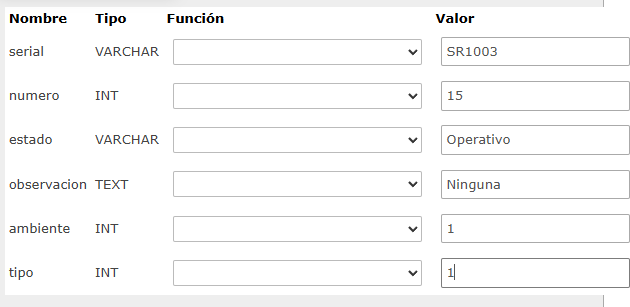 Nombre Tipo Función Valor
serial VARCHAR SR1003
numero INT 15
estado VARCHAR Operativo
observacion TEXT Ninguna
ambiente INT 1
tipo INT 1